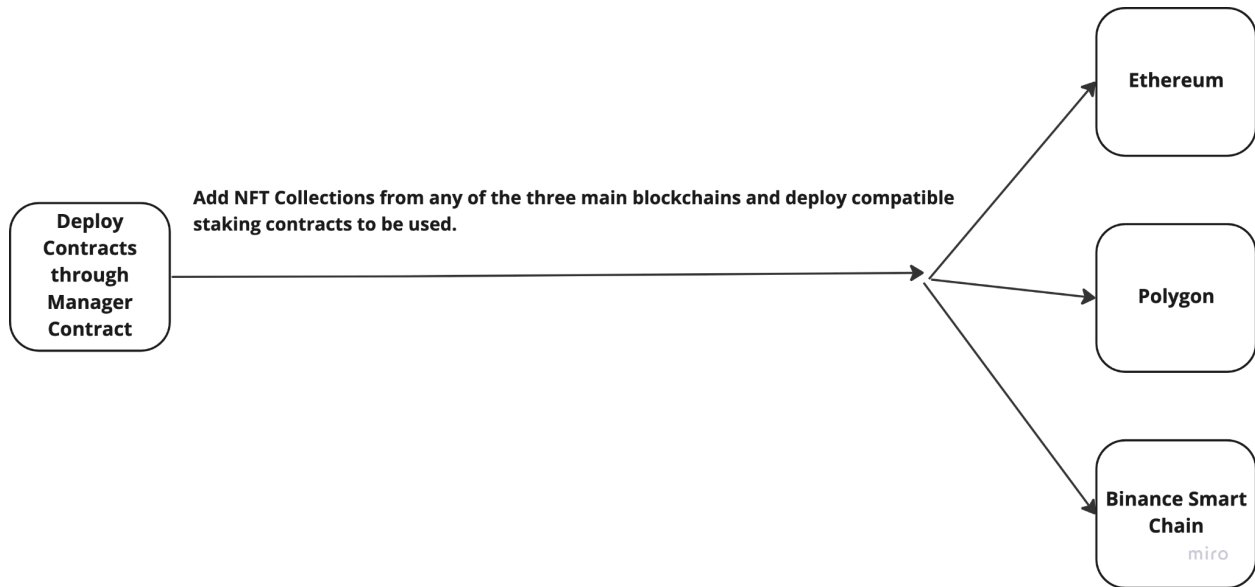 Ethereum
Add NFT Collections from any of the three main blockchains and deploy compatible
staking contracts to be used.
Deploy
Contracts
through
Manager
Contract
Polygon
Binance Smart
Chain
miro